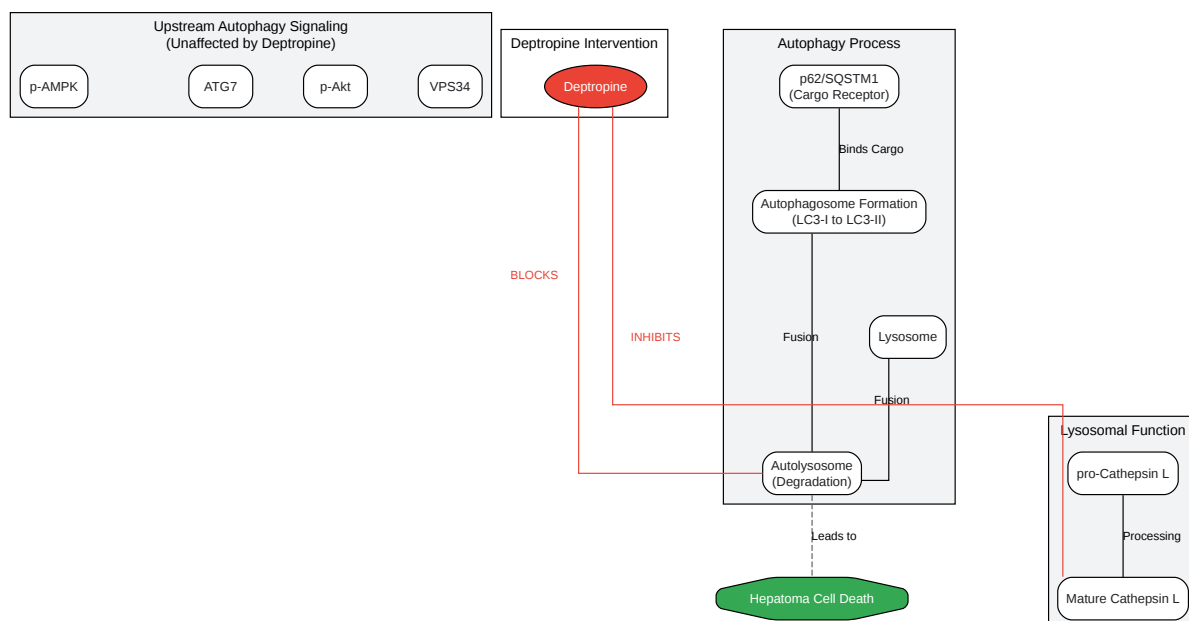 Upstream Autophagy Signaling
(Unaffected by Deptropine)
p-AMPK
ATG7
p-Akt
VPS34
Deptropine Intervention
Deptropine
Autophagy Process
p62/SQSTM1
(Cargo Receptor)
Binds Cargo
Autophagosome Formation
(LC3-I to LC3-II)
BLOCKS
INHIBITS
Fusion
Lysosome
Fusion
Autolysosome
(Degradation)
Leads to
Hepatoma Cell Death
Lysosomal Function
pro-Cathepsin L
Processing
Mature Cathepsin L